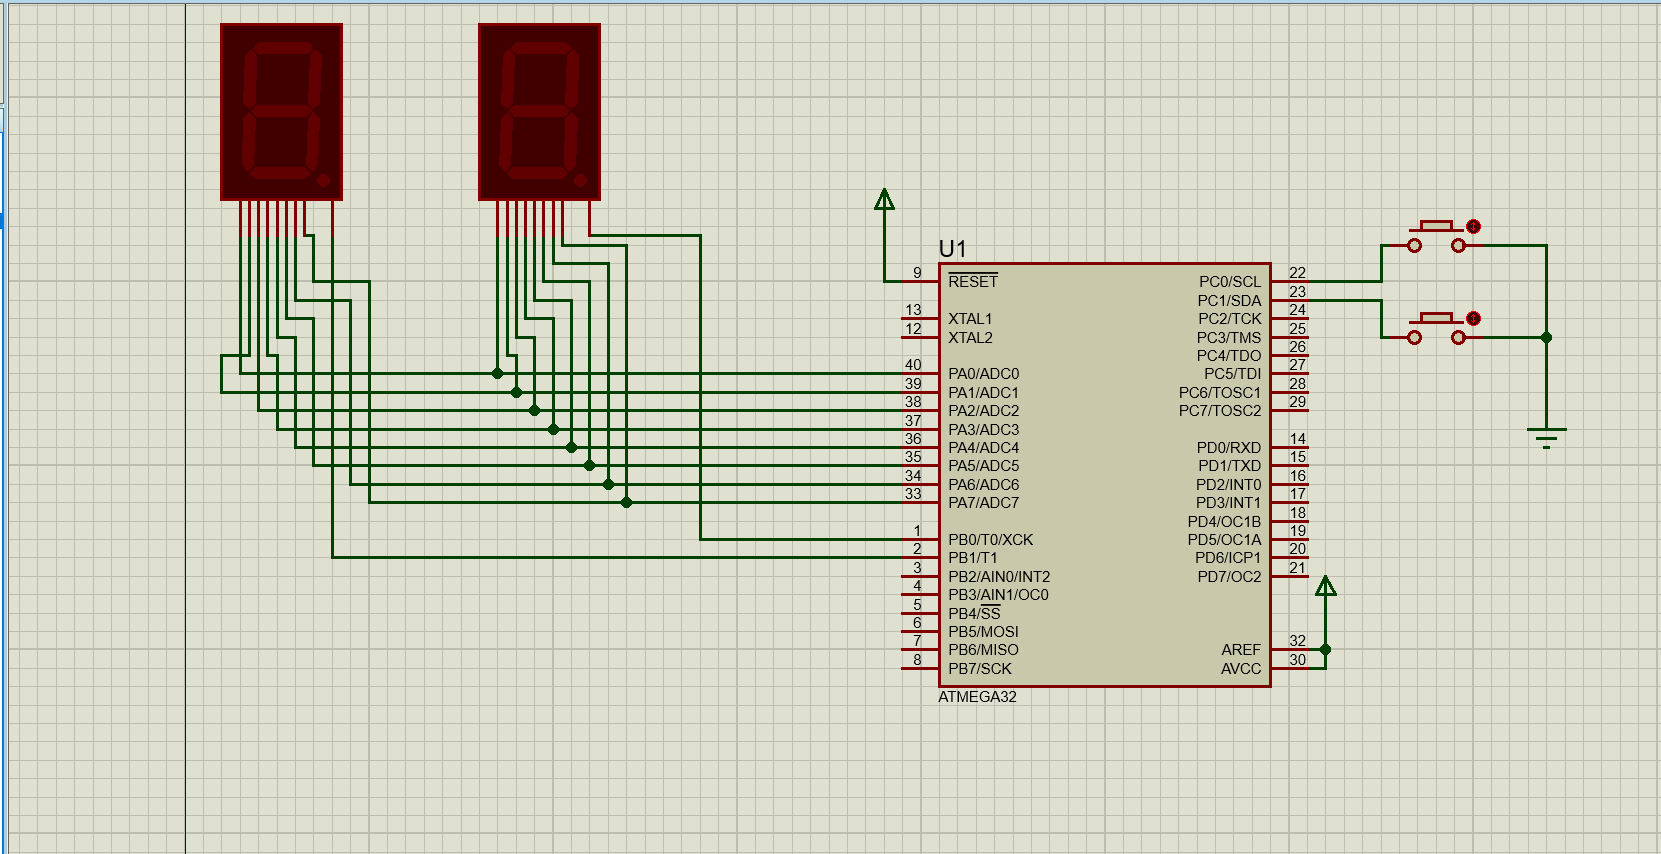 U1
9 RESET PC0/SCL 22
PC1/SDA 23
13 XTAL1 PC2/TCK 24
12 XTAL2 PC3/TMS 25
PC4/TDO 26
40 PA0/ADC0 PC5/TDI 27
39 PA1/ADC1 PC6/TOSC1 28
38 PA2/ADC2 PC7/TOSC2 29
37 PA3/ADC3
36 PA4/ADC4 PD0/RXD 14
35 PA5/ADC5 PD1/TXD 15
34 PA6/ADC6 PD2/INT0 16
33 PA7/ADC7 PD3/INT1 17
PD4/OC1B 18
1 PB0/T0/XCK PD5/OC1A 19
2 PB1/T1 PD6/ICP1 20
3 PB2/AIN0/INT2 PD7/OC2 21
4 PB3/AIN1/OC0
5 PB4/SS
6 PB5/MOSI
7 PB6/MISO AREF 32
8 PB7/SCK AVCC 30
ATMEGA32